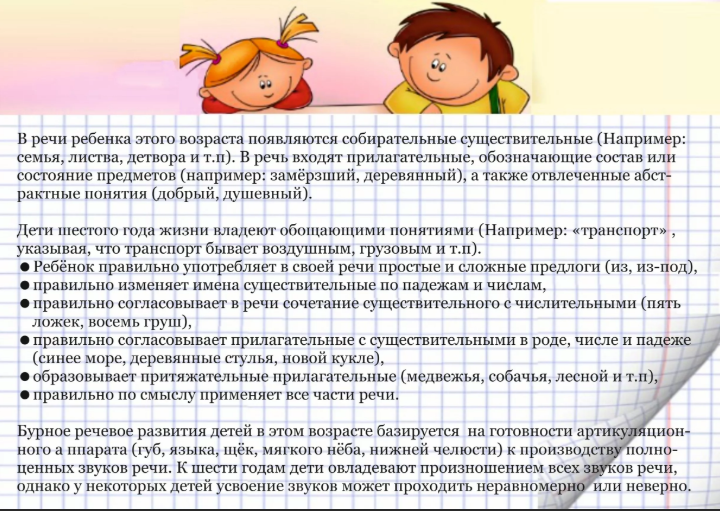 В речи ребенка этого возраста появляются собирательные существительные (Например:
семья, листва, детвора и т.п). В речь входят прилагательные, обозначающие состав или
состояние предметов (например: замёрзший, деревянный), а также отвлеченные абст-
рактные понятия (добрый, душевный).
Дети шестого года жизни владеют обощающими понятиями (Например: «транспорт» ,
указывая, что транспорт бывает воздушным, грузовым и т.п).
●Ребёнок правильно употребляет в своей речи простые и сложные предлоги (из, из-под),
●правильно изменяет имена существительные по падежам и числам,
●правильно согласовывает в речи сочетание существительного с числительными (пять
ложек, восемь груш),
●правильно согласовывает прилагательные с существительными в роде, числе и падеже
(синее море, деревянные стулья, новой кукле),
●образовывает притяжательные прилагательные (медвежья, собачья, лесной и т.п),
●правильно по смыслу применяет все части речи.
Бурное речевое развития детей в этом возрасте базируется на готовности артикуляцион-
ного а ппарата (губ, языка, щёк, мягкого нёба, нижней челюсти) к производству полно-
ценных звуков речи. К шести годам дети овладевают произношением всех звуков речи,
однако у некоторых детей усвоение звуков может проходить неравномерно или неверно.